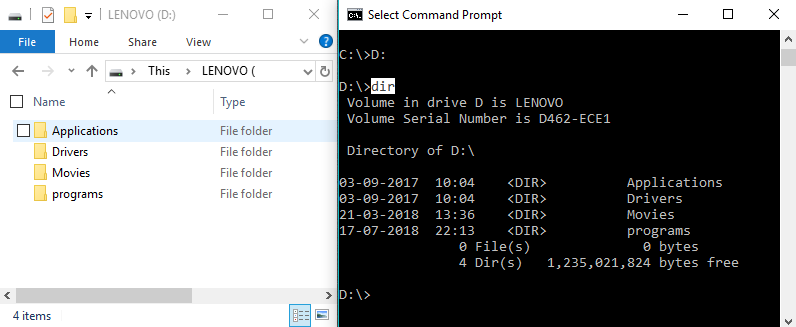 LENOVO (D:)
File
This > LENOVO (
Name Type
Applications File folder
Drivers File folder
Movies File folder
programs File folder
4 items
Select Command Prompt
C:\>D:
D:\>dir
Volume in drive D is LENOVO
Volume Serial Number is D462-ECE1
Directory of D:\
03-09-2017 10:04 <DIR> Applications
03-09-2017 10:04 <DIR> Drivers
21-03-2018 13:36 <DIR> Movies
17-07-2018 22:13 <DIR> programs
0 File(s) 0 bytes
4 Dir(s) 1,235,021,824 bytes free
D:\>